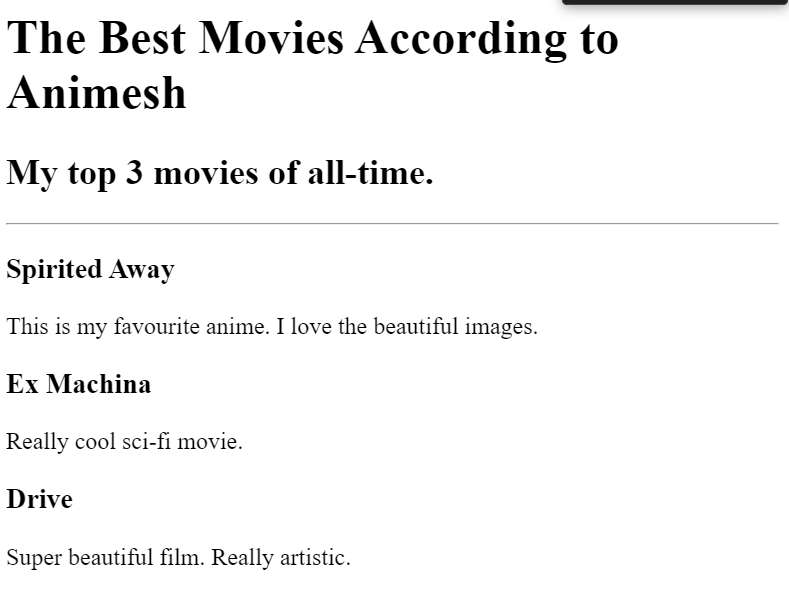 The Best Movies According to
Animesh
My top 3 movies of all-time.
Spirited Away
This is my favourite anime. I love the beautiful images.
Ex Machina
Really cool sci-fi movie.
Drive
Super beautiful film. Really artistic.